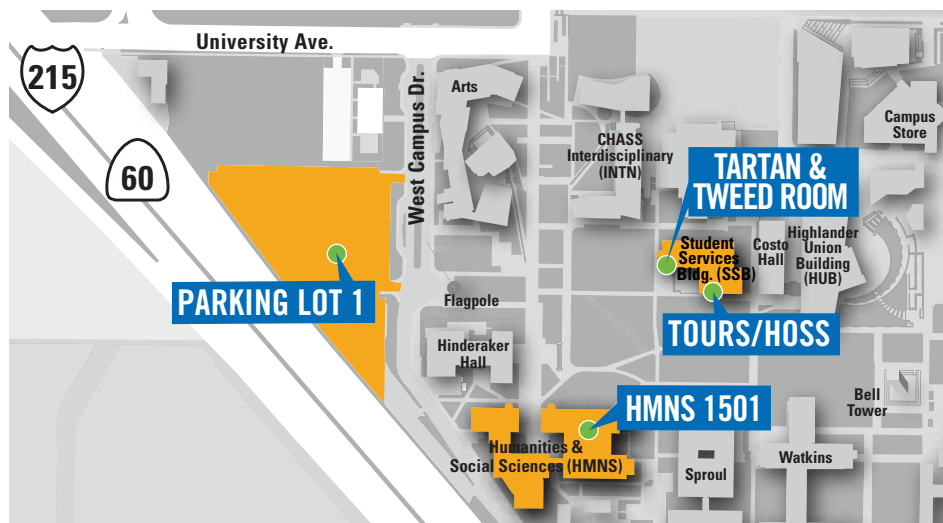 University Ave.
215
60
West Campus Dr.
Arts
CHASS
Interdisciplinary
(INTN)
Campus
Store
TARTAN &
TWEED ROOM
Student
Services
Bldg. (SSB)
Costo
Hall
Highlander
Union
Building
(HUB)
PARKING LOT 1
Flagpole
TOURS/HOSS
Hinderaker
Hall
HMNS 1501
Bell
Tower
Humanities &
Social Sciences (HMNS)
Sproul
Watkins